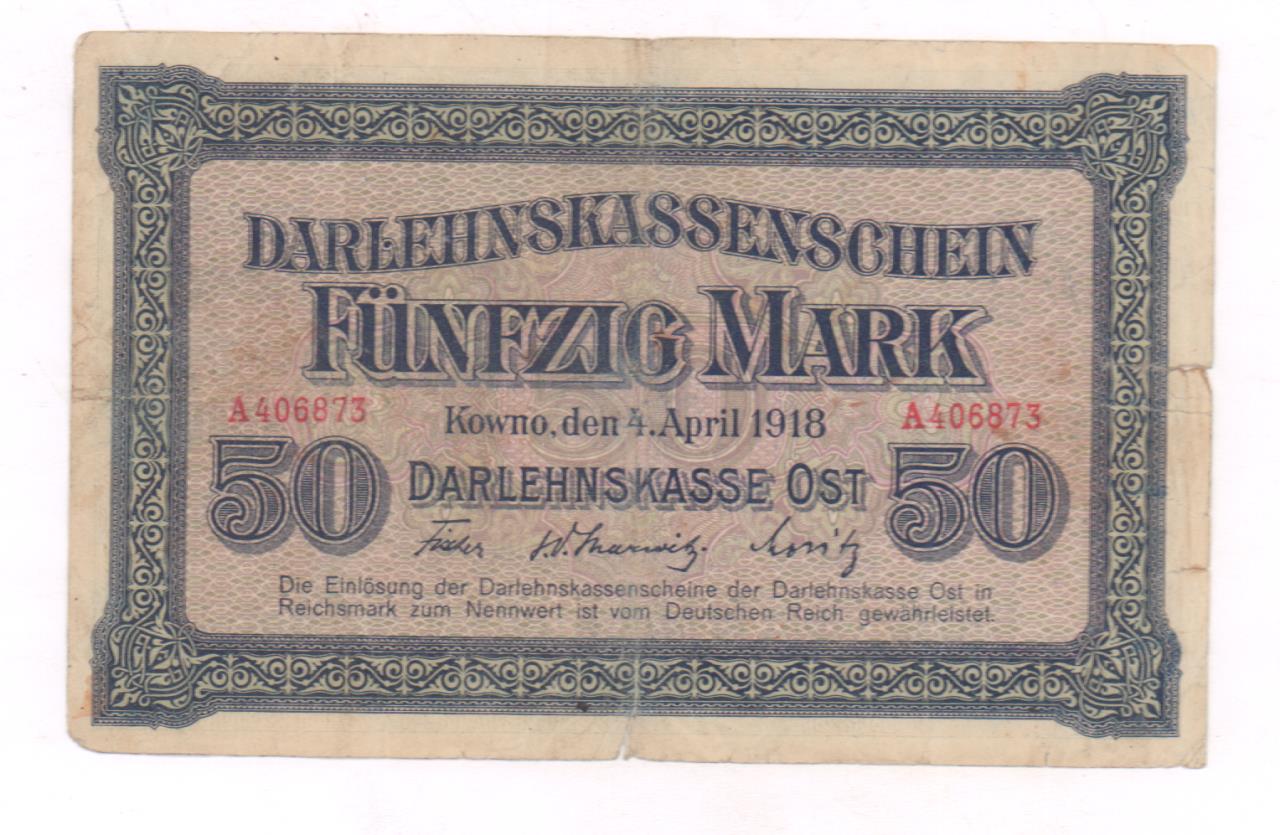 DARLEHNSKASSENSCHEIN
FÜNFZIG MARK
A406873 Kowno, den 4. April 1918 A406873
50 DARLEHNSKASSE OST 50
Fischer
Die Einlösung der Darlehnskassenscheine der Darlehnskasse Ost in
Reichsmark zum Nennwert ist vom Deutschen Reich gewährleistet.